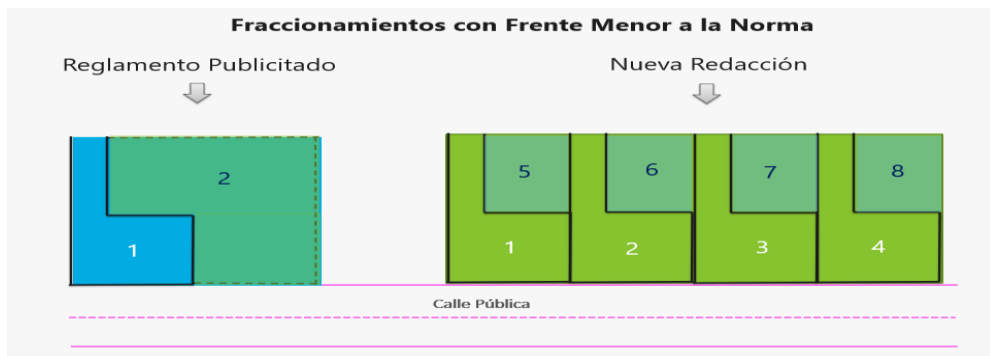 Fraccionamientos con Frente Menor a la Norma
Reglamento Publicitado
Nueva Redacción
2
1
5
6
7
8
1
2
3
4
Calle Pública